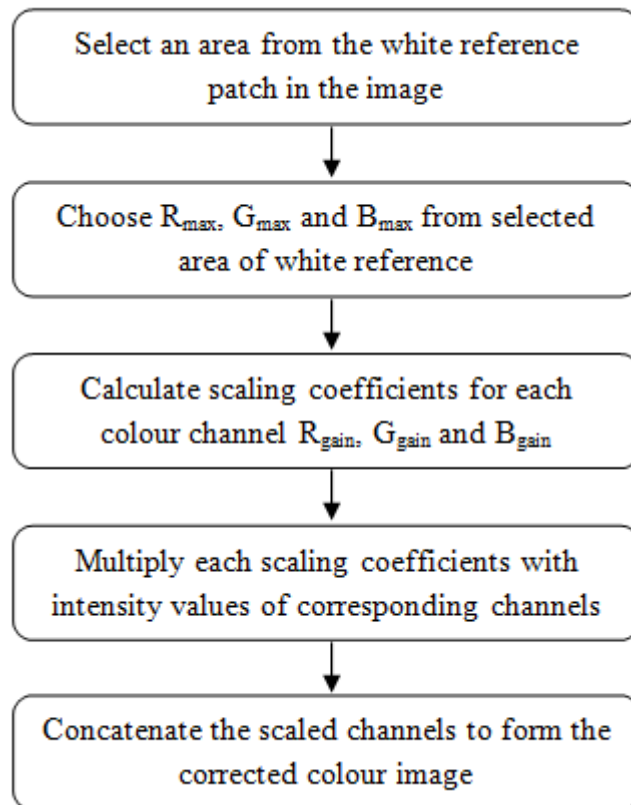 Select an area from the white reference
patch in the image
Choose Rmax, Gmax and Bmax from selected
area of white reference
Calculate scaling coefficients for each
colour channel Rgain, Ggain and Bgain
Multiply each scaling coefficients with
intensity values of corresponding channels
Concatenate the scaled channels to form the
corrected colour image